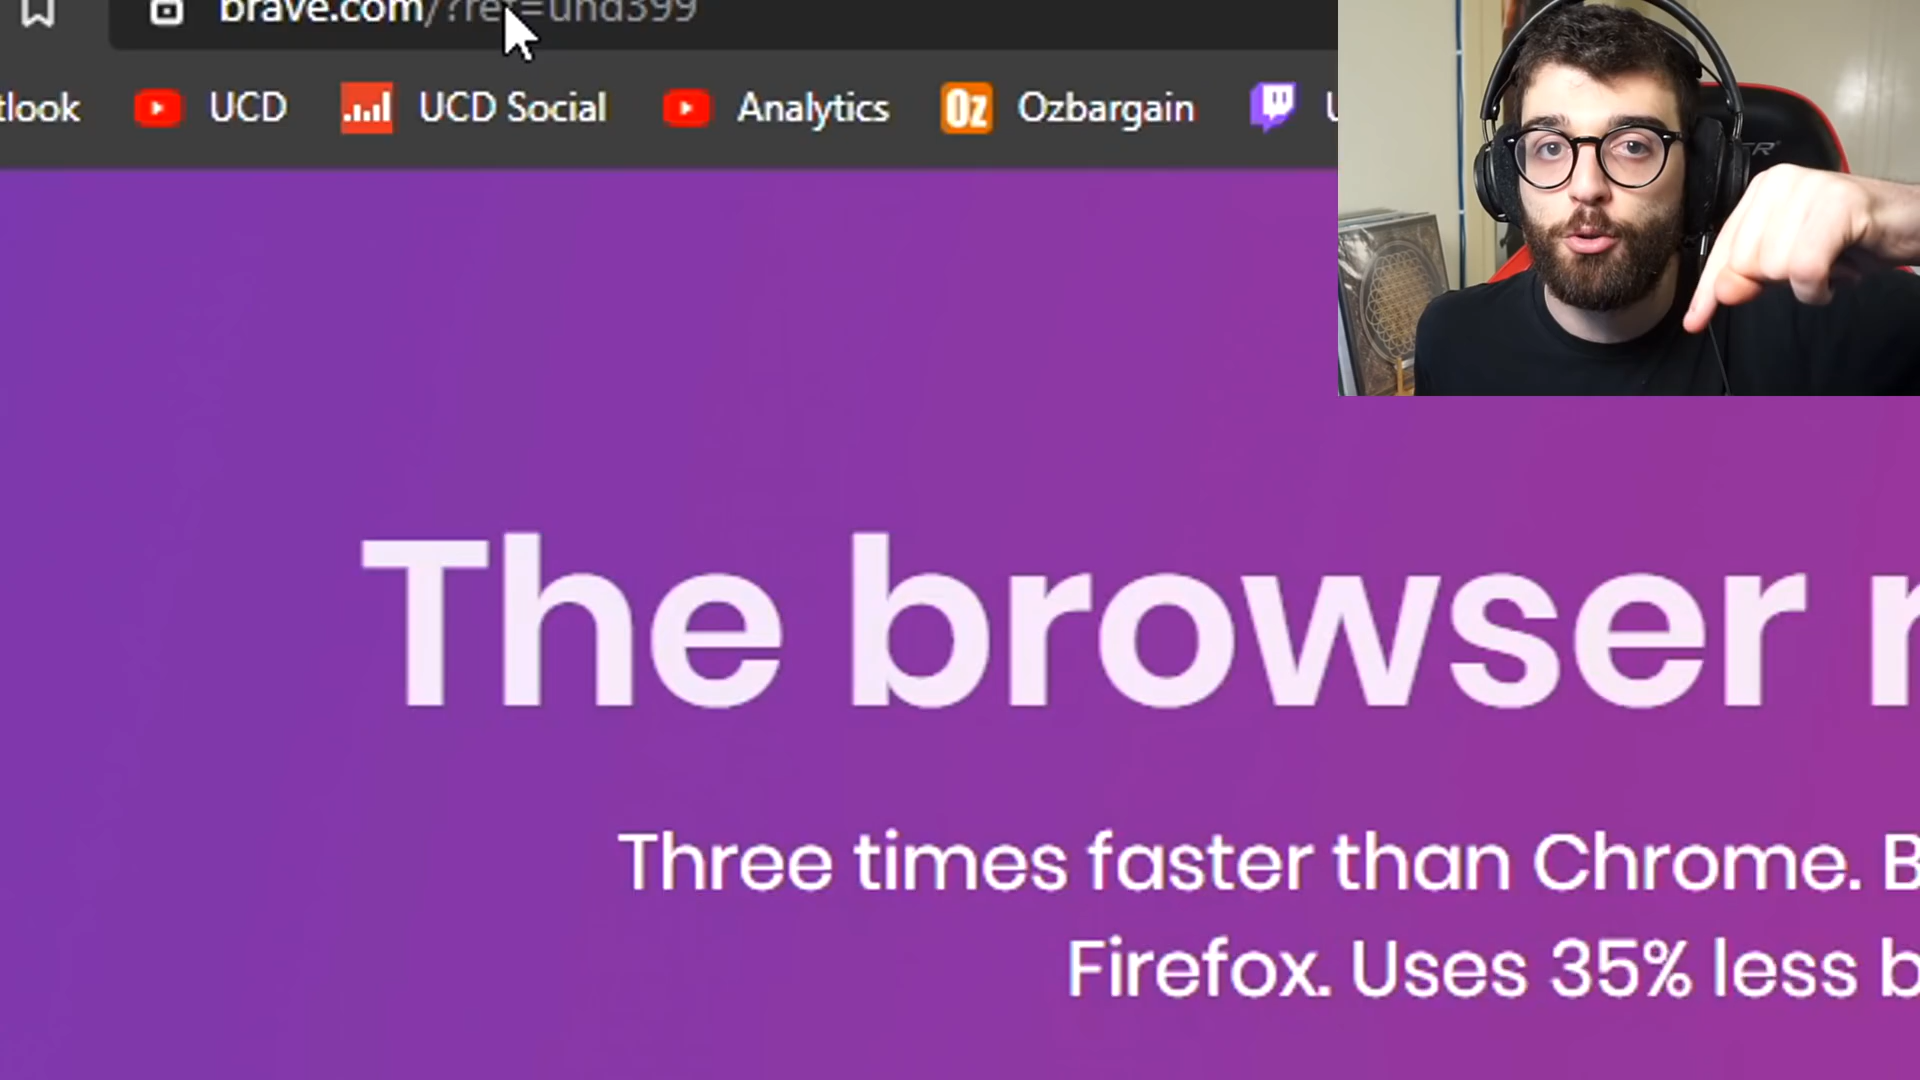 brave.com/?ref=und399
tlook UCD UCD Social Analytics Ozbargain
The browser
Three times faster than Chrome. B
Firefox. Uses 35% less b